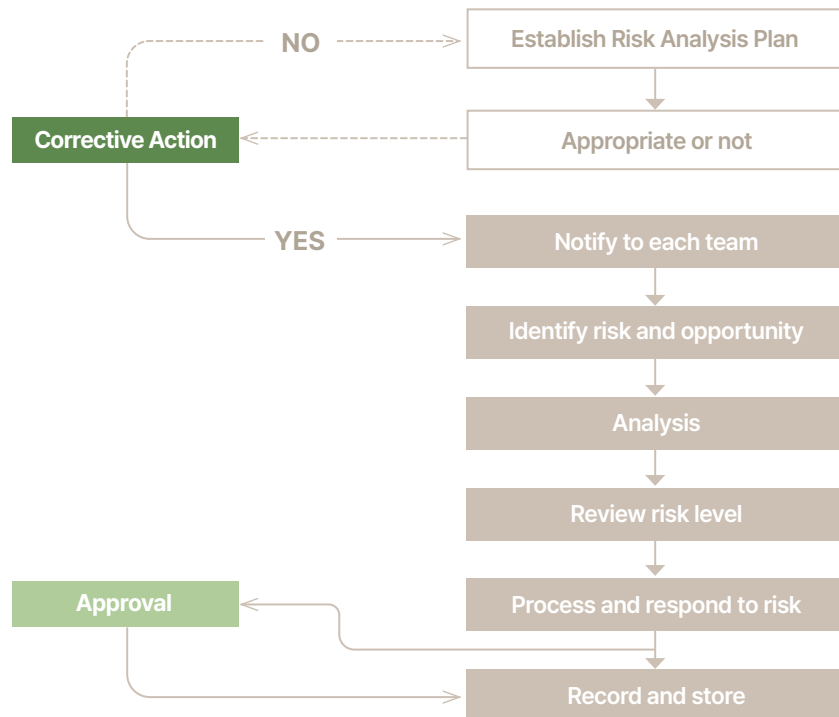 NO
Establish Risk Analysis Plan
Corrective Action
Appropriate or not
YES
Notify to each team
Identify risk and opportunity
Analysis
Review risk level
Approval
Process and respond to risk
Record and store